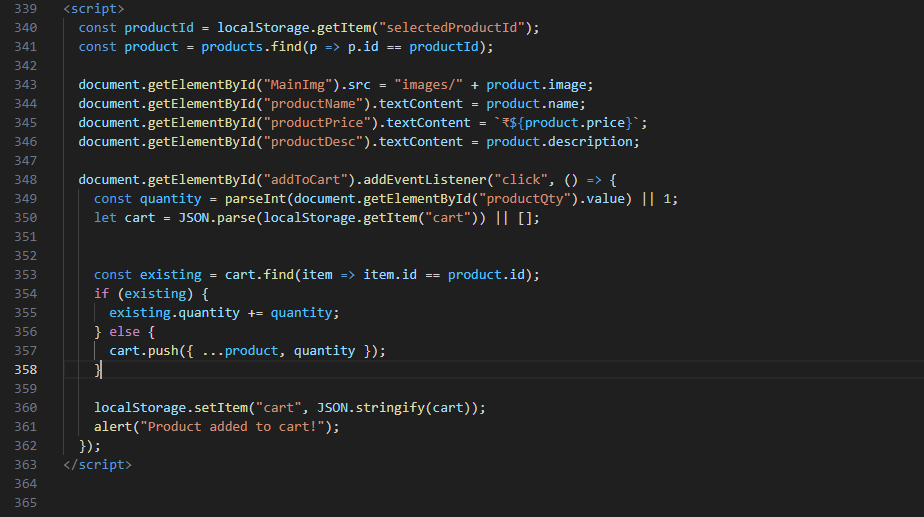 339 <script>
340 const productId = localStorage.getItem("selectedProductId");
341 const product = products.find(p => p.id == productId);
342
343 document.getElementById("MainImg").src = "images/" + product.image;
344 document.getElementById("productName").textContent = product.name;
345 document.getElementById("productPrice").textContent = `₹${product.price}`;
346 document.getElementById("productDesc").textContent = product.description;
347
348 document.getElementById("addToCart").addEventListener("click", () => {
349 const quantity = parseInt(document.getElementById("productQty").value) || 1;
350 let cart = JSON.parse(localStorage.getItem("cart")) || [];
351
352
353 const existing = cart.find(item => item.id == product.id);
354 if (existing) {
355 existing.quantity += quantity;
356 } else {
357 cart.push({ ...product, quantity });
358 }
359
360 localStorage.setItem("cart", JSON.stringify(cart));
361 alert("Product added to cart!");
362 });
363 </script>
364
365